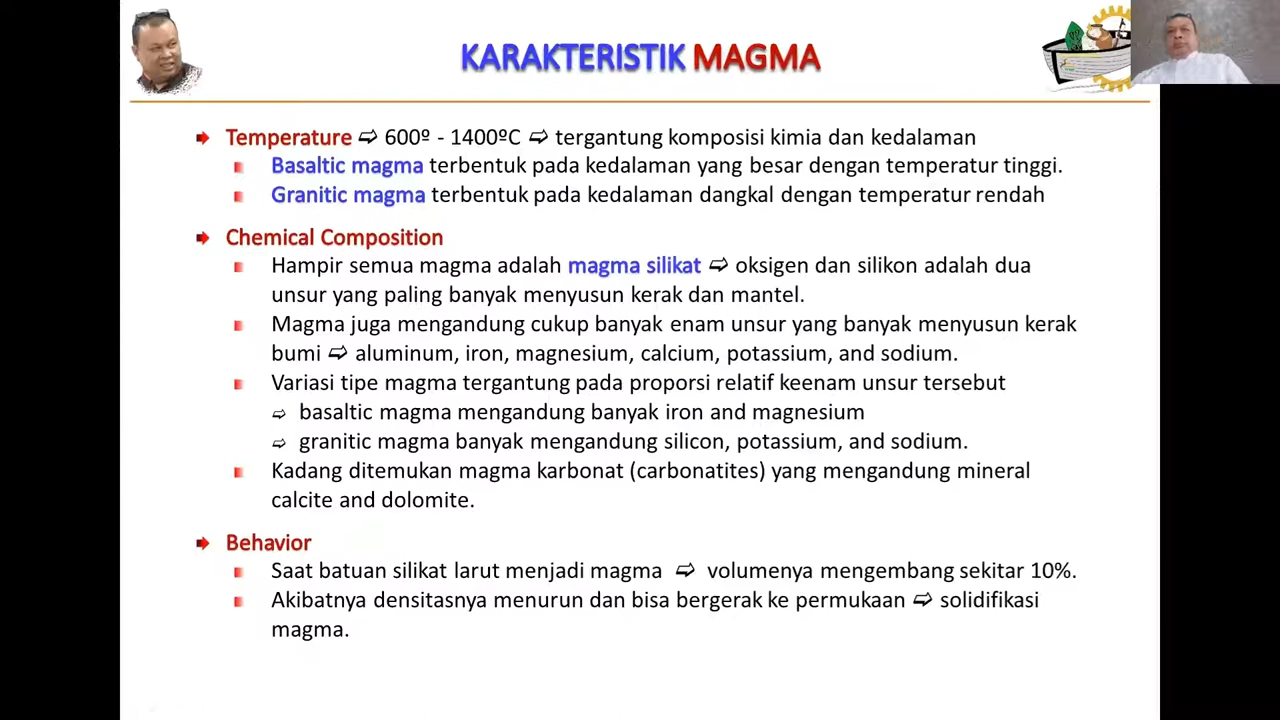 KARAKTERISTIK MAGMA
Temperature ➯ 600º - 1400ºC ➯ tergantung komposisi kimia dan kedalaman
Basaltic magma terbentuk pada kedalaman yang besar dengan temperatur tinggi.
Granitic magma terbentuk pada kedalaman dangkal dengan temperatur rendah
Chemical Composition
Hampir semua magma adalah magma silikat ➯ oksigen dan silikon adalah dua
unsur yang paling banyak menyusun kerak dan mantel.
Magma juga mengandung cukup banyak enam unsur yang banyak menyusun kerak
bumi ➯ aluminum, iron, magnesium, calcium, potassium, and sodium.
Variasi tipe magma tergantung pada proporsi relatif keenam unsur tersebut
➯ basaltic magma mengandung banyak iron and magnesium
➯ granitic magma banyak mengandung silicon, potassium, and sodium.
Kadang ditemukan magma karbonat (carbonatites) yang mengandung mineral
calcite and dolomite.
Behavior
Saat batuan silikat larut menjadi magma ➯ volumenya mengembang sekitar 10%.
Akibatnya densitasnya menurun dan bisa bergerak ke permukaan ➯ solidifikasi
magma.